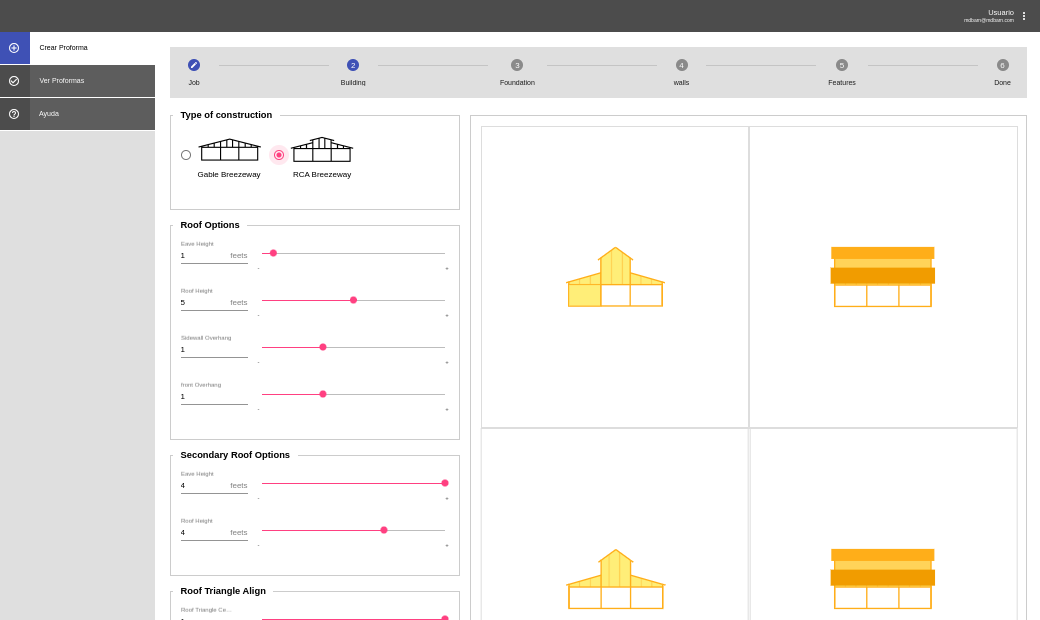 Usuario
mdbam@mdbam.com
Crear Proforma
Ver Proformas
Ayuda
Job
2
Building
3
Foundation
4
walls
5
Features
6
Done
Type of construction
Gable Breezeway
RCA Breezeway
Roof Options
Eave Height
1 feets
- +
Roof Height
5 feets
- +
Sidewall Overhang
1
- +
front Overhang
1
- +
Secondary Roof Options
Eave Height
4 feets
- +
Roof Height
4 feets
- +
Roof Triangle Align
Roof Triangle Ce...